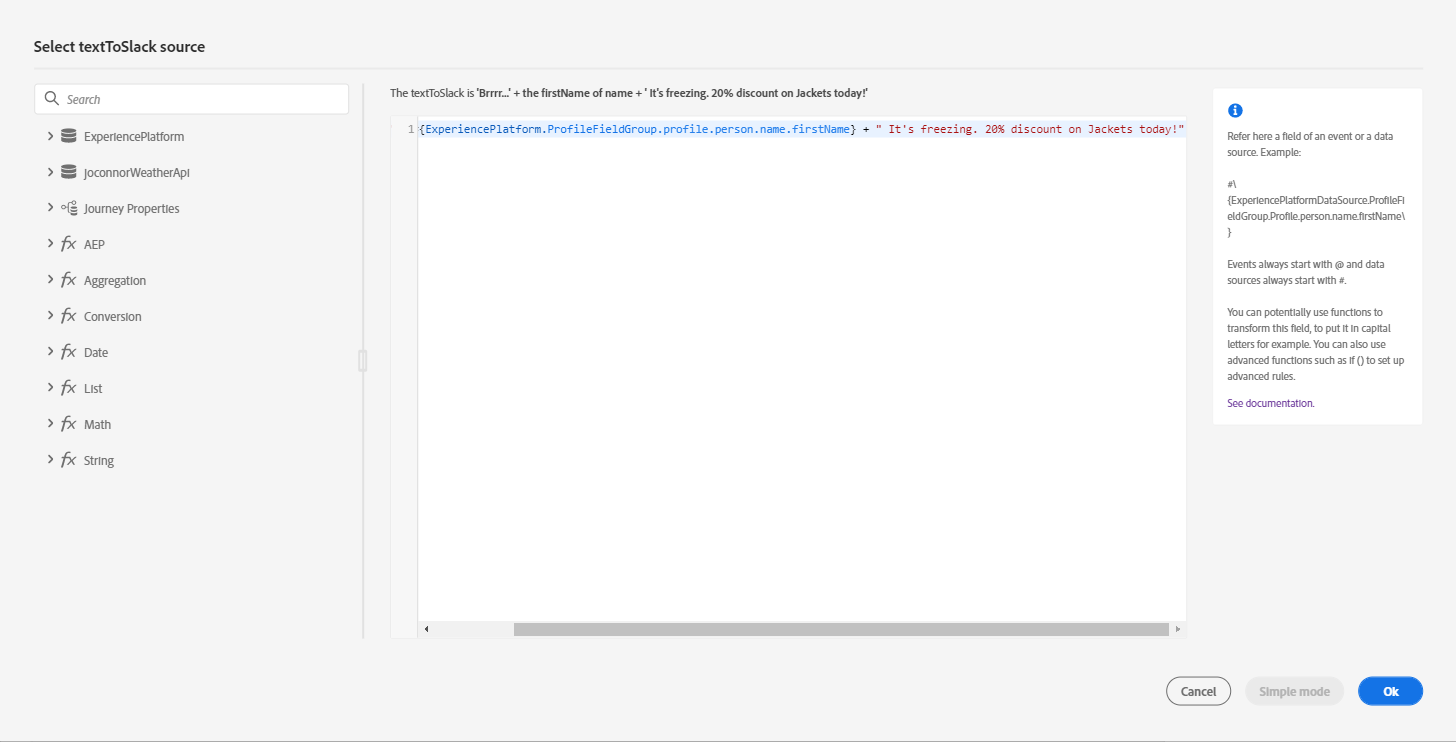 Select textToSlack source
Search
ExperiencePlatform
JoconnorWeatherApi
Journey Properties
AEP
Aggregation
Conversion
Date
List
Math
String
The textToSlack is 'Brrrr...' + the firstName of name + ' It's freezing. 20% discount on Jackets today!'
1 {ExperiencePlatform.ProfileFieldGroup.profile.person.name.firstName} + " It's freezing. 20% discount on Jackets today!"
Refer here a field of an event or a data
source. Example:
#\
{ExperiencePlatformDataSource.ProfileFi
eldGroup.Profile.person.name.firstName\
}
Events always start with @ and data
sources always start with #.
You can potentially use functions to
transform this field, to put it in capital
letters for example. You can also use
advanced functions such as if () to set up
advanced rules.
See documentation.
Cancel
Simple mode
Ok